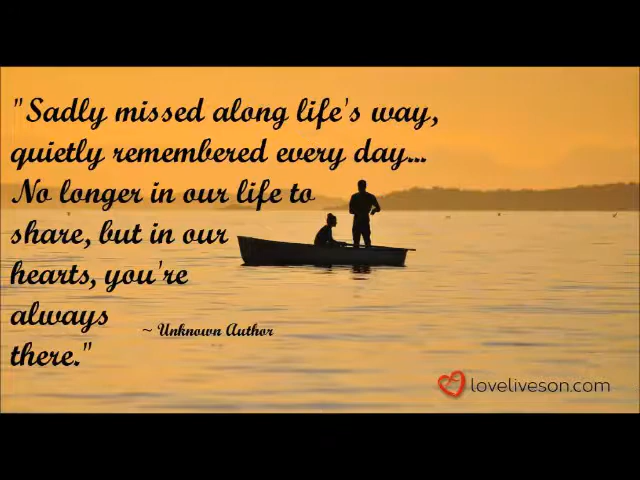 "Sadly missed along life's way,
quietly remembered every day...
No longer in our life to
share, but in our
hearts, you're
always
there."
~ Unknown Author
loveliveson.com